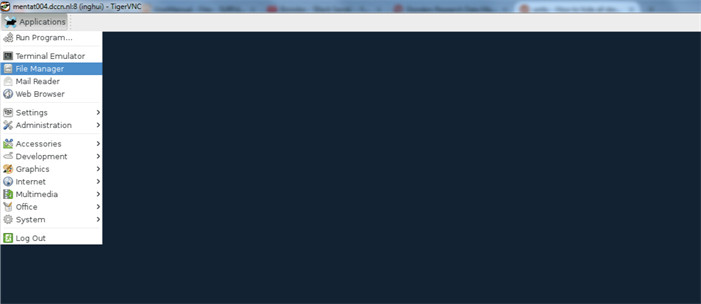 mentat004.dccn.nl:8 (inghui) - TigerVNC
Applications
Run Program...
Terminal Emulator
File Manager
Mail Reader
Web Browser
Settings
Administration
Accessories
Development
Graphics
Internet
Multimedia
Office
System
Log Out